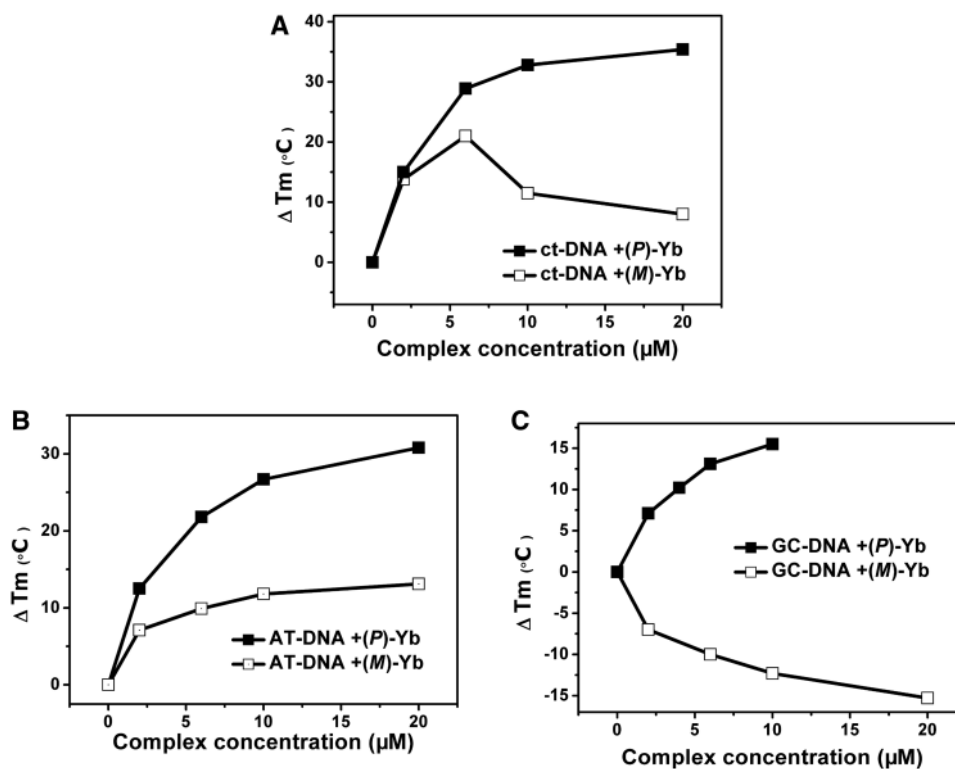 A
40
30
20
10
0
Δ Tm (°C)
ct-DNA +(P)-Yb
ct-DNA +(M)-Yb
0 5 10 15 20
Complex concentration (μM)
B
30
20
10
0
Δ Tm (°C)
AT-DNA +(P)-Yb
AT-DNA +(M)-Yb
0 5 10 15 20
Complex concentration (μM)
C
15
10
5
0
-5
-10
-15
Δ Tm (°C)
GC-DNA +(P)-Yb
GC-DNA +(M)-Yb
0 5 10 15 20
Complex concentration (μM)